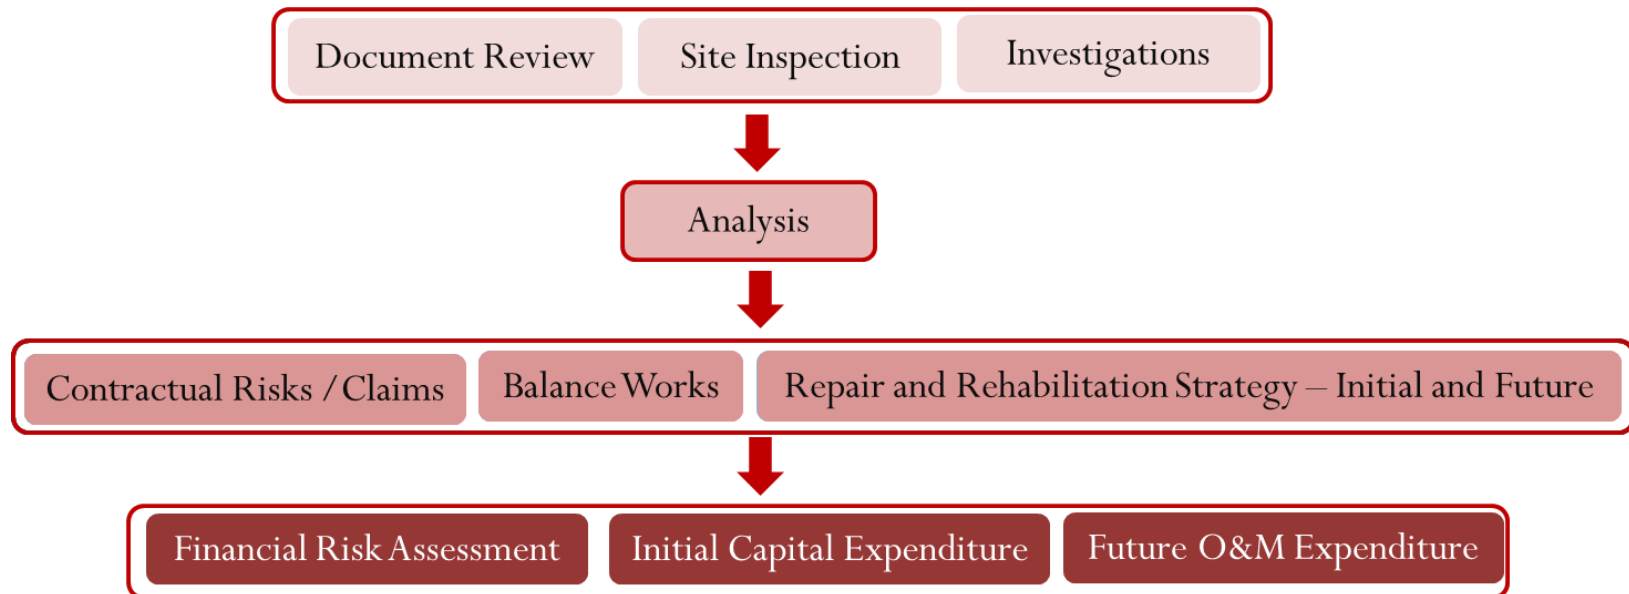 Document Review
Site Inspection
Investigations
Analysis
Contractual Risks / Claims
Balance Works
Repair and Rehabilitation Strategy – Initial and Future
Financial Risk Assessment
Initial Capital Expenditure
Future O&M Expenditure